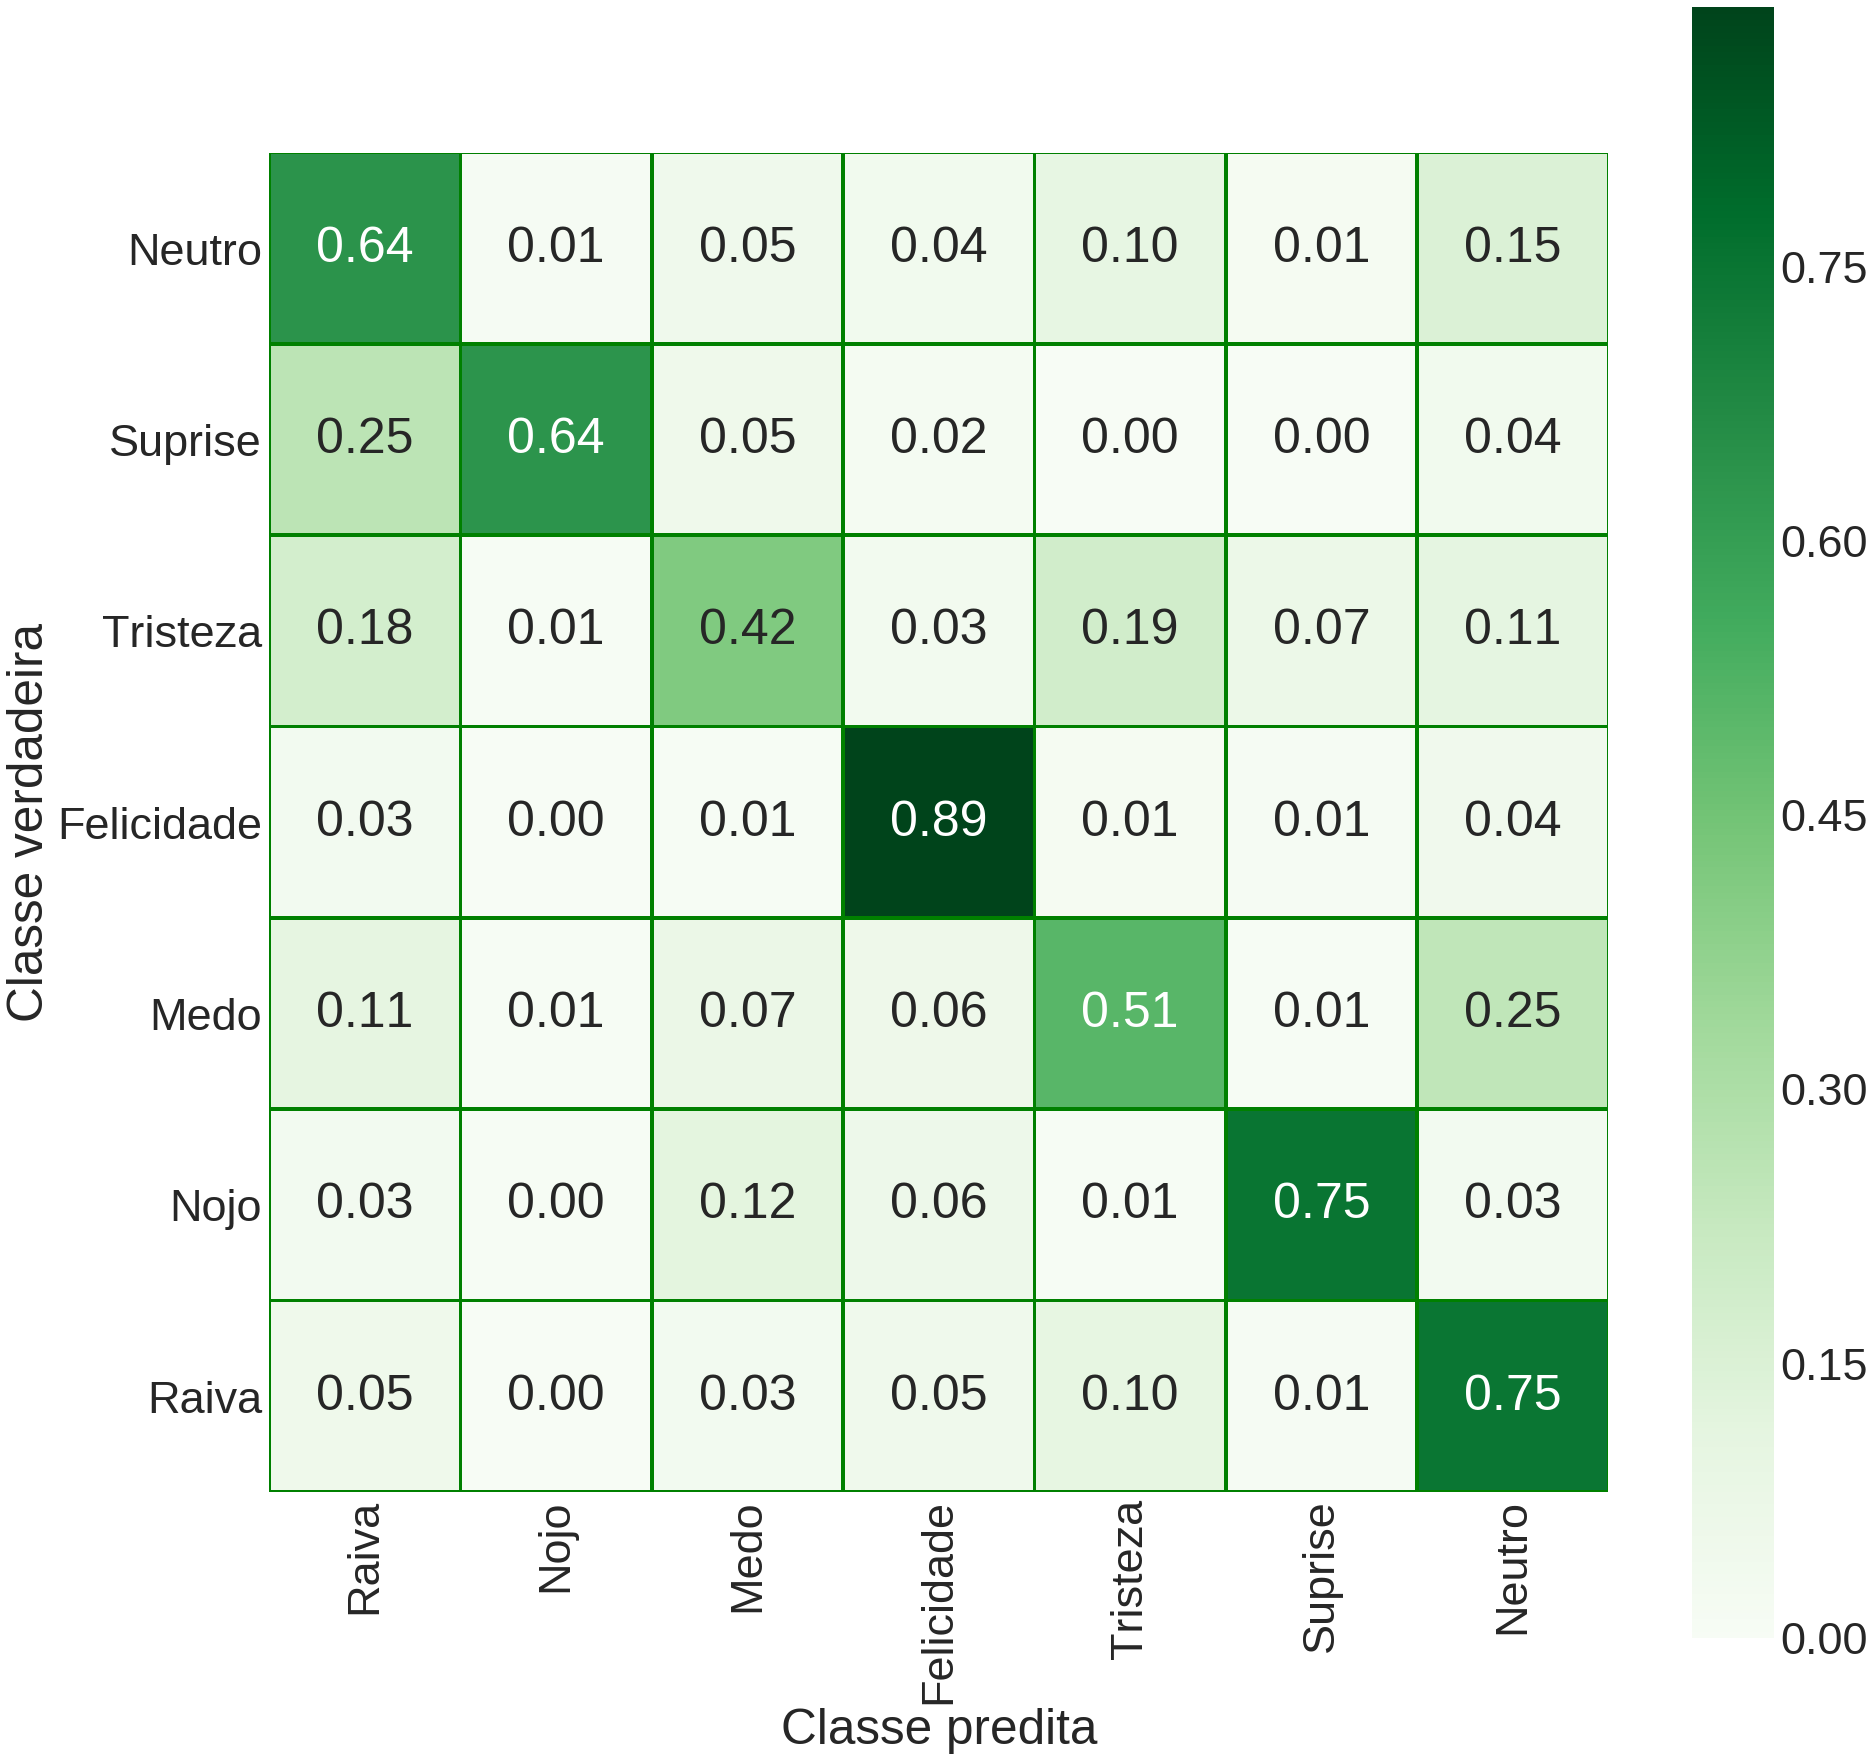 Classe verdadeira
Neutro 0.64 0.01 0.05 0.04 0.10 0.01 0.15
Suprise 0.25 0.64 0.05 0.02 0.00 0.00 0.04
Tristeza 0.18 0.01 0.42 0.03 0.19 0.07 0.11
Felicidade 0.03 0.00 0.01 0.89 0.01 0.01 0.04
Medo 0.11 0.01 0.07 0.06 0.51 0.01 0.25
Nojo 0.03 0.00 0.12 0.06 0.01 0.75 0.03
Raiva 0.05 0.00 0.03 0.05 0.10 0.01 0.75
Raiva Nojo Medo Felicidade Tristeza Suprise Neutro
Classe predita
0.75
0.60
0.45
0.30
0.15
0.00